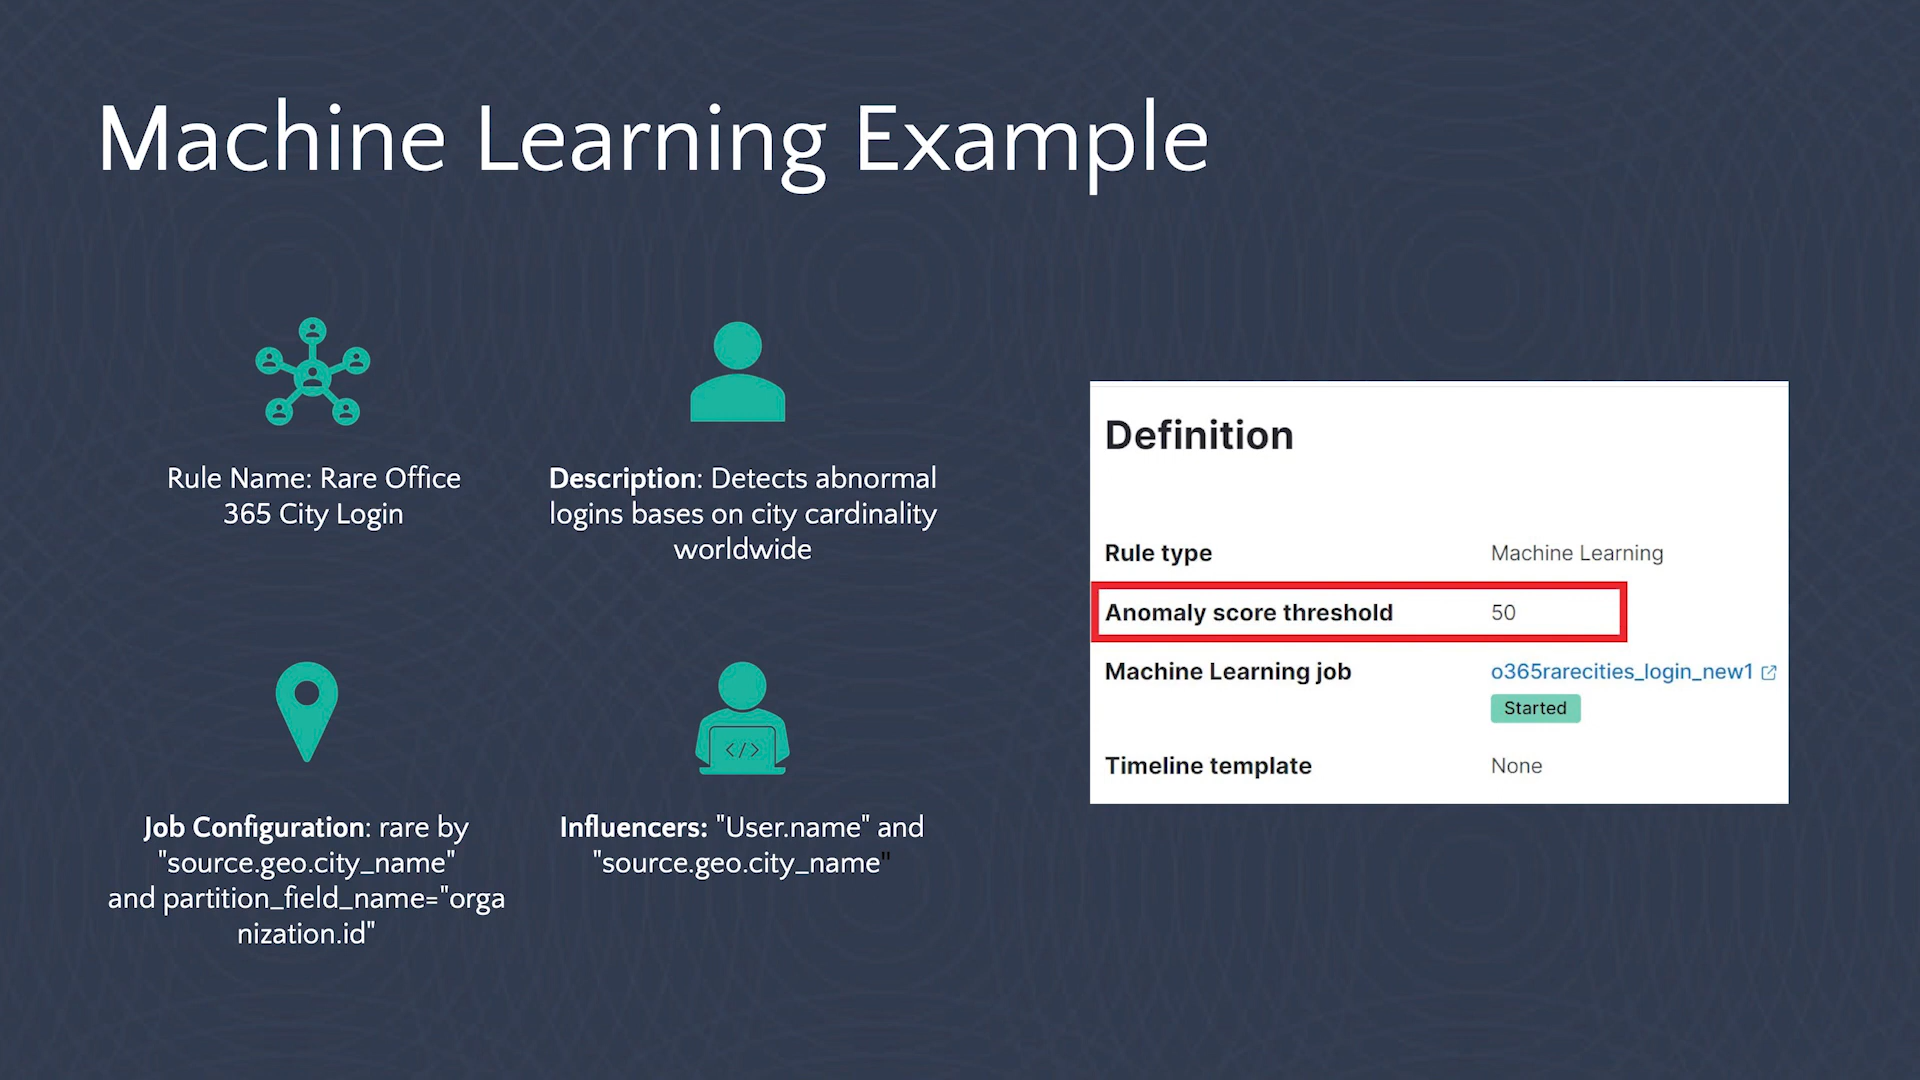 Machine Learning Example
Rule Name: Rare Office
365 City Login
Description: Detects abnormal
logins bases on city cardinality
worldwide
Job Configuration: rare by
"source.geo.city_name"
and partition_field_name="orga
nization.id"
</>
Influencers: "User.name" and
"source.geo.city_name"
Definition
Rule type Machine Learning
Anomaly score threshold 50
Machine Learning job o365rarecities_login_new1
Started
Timeline template None